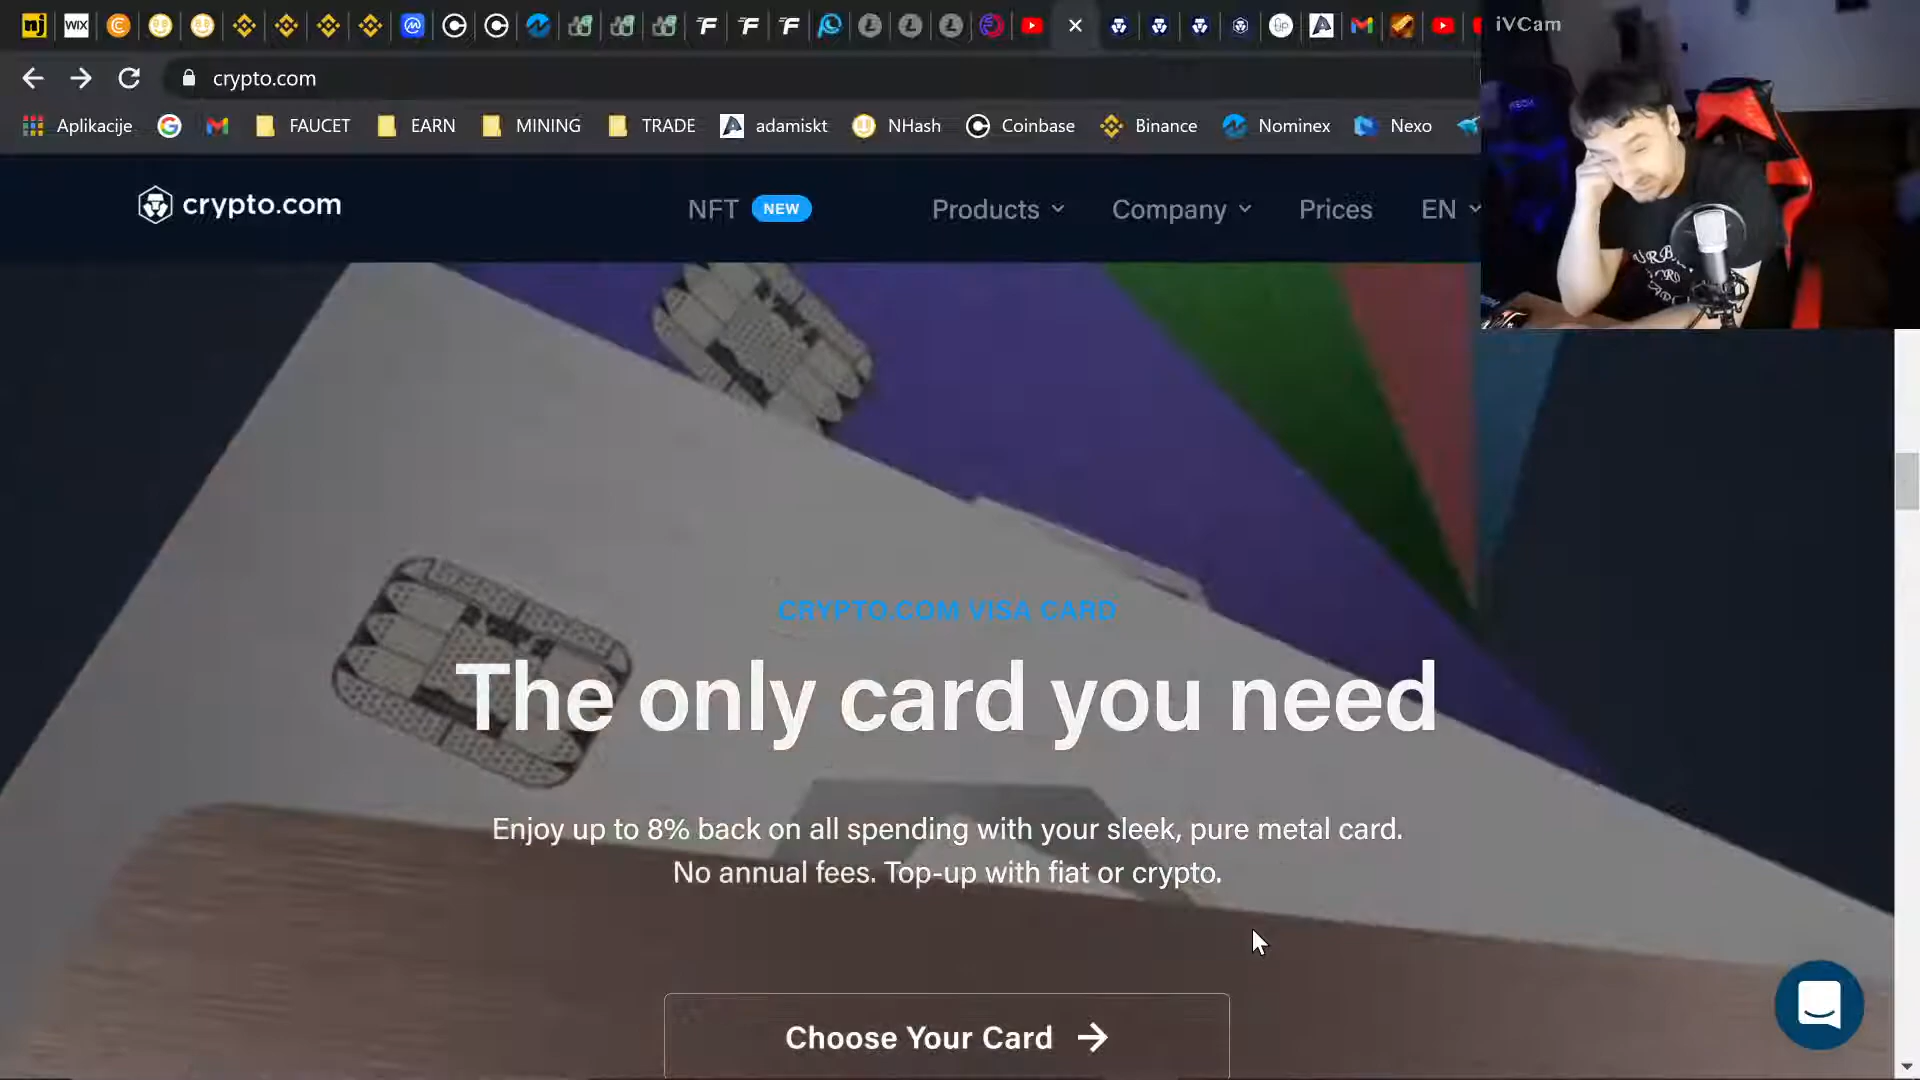 nj WIX
iVCam
crypto.com
Aplikacije FAUCET EARN MINING TRADE adamiskt NHash Coinbase Binance Nominex Nexo
crypto.com NFT NEW Products Company Prices EN
CRYPTO.COM VISA CARD
The only card you need
Enjoy up to 8% back on all spending with your sleek, pure metal card.
No annual fees. Top-up with fiat or crypto.
Choose Your Card →